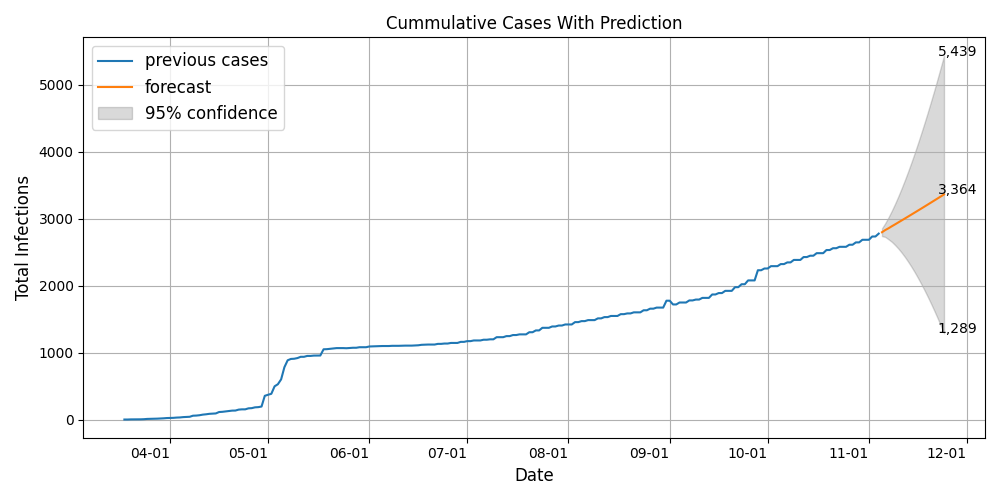 Cummulative Cases With Prediction
previous cases
forecast
95% confidence
5,439
3,364
1,289
Total Infections
5000
4000
3000
2000
1000
0
04-01 05-01 06-01 07-01 08-01 09-01 10-01 11-01 12-01
Date